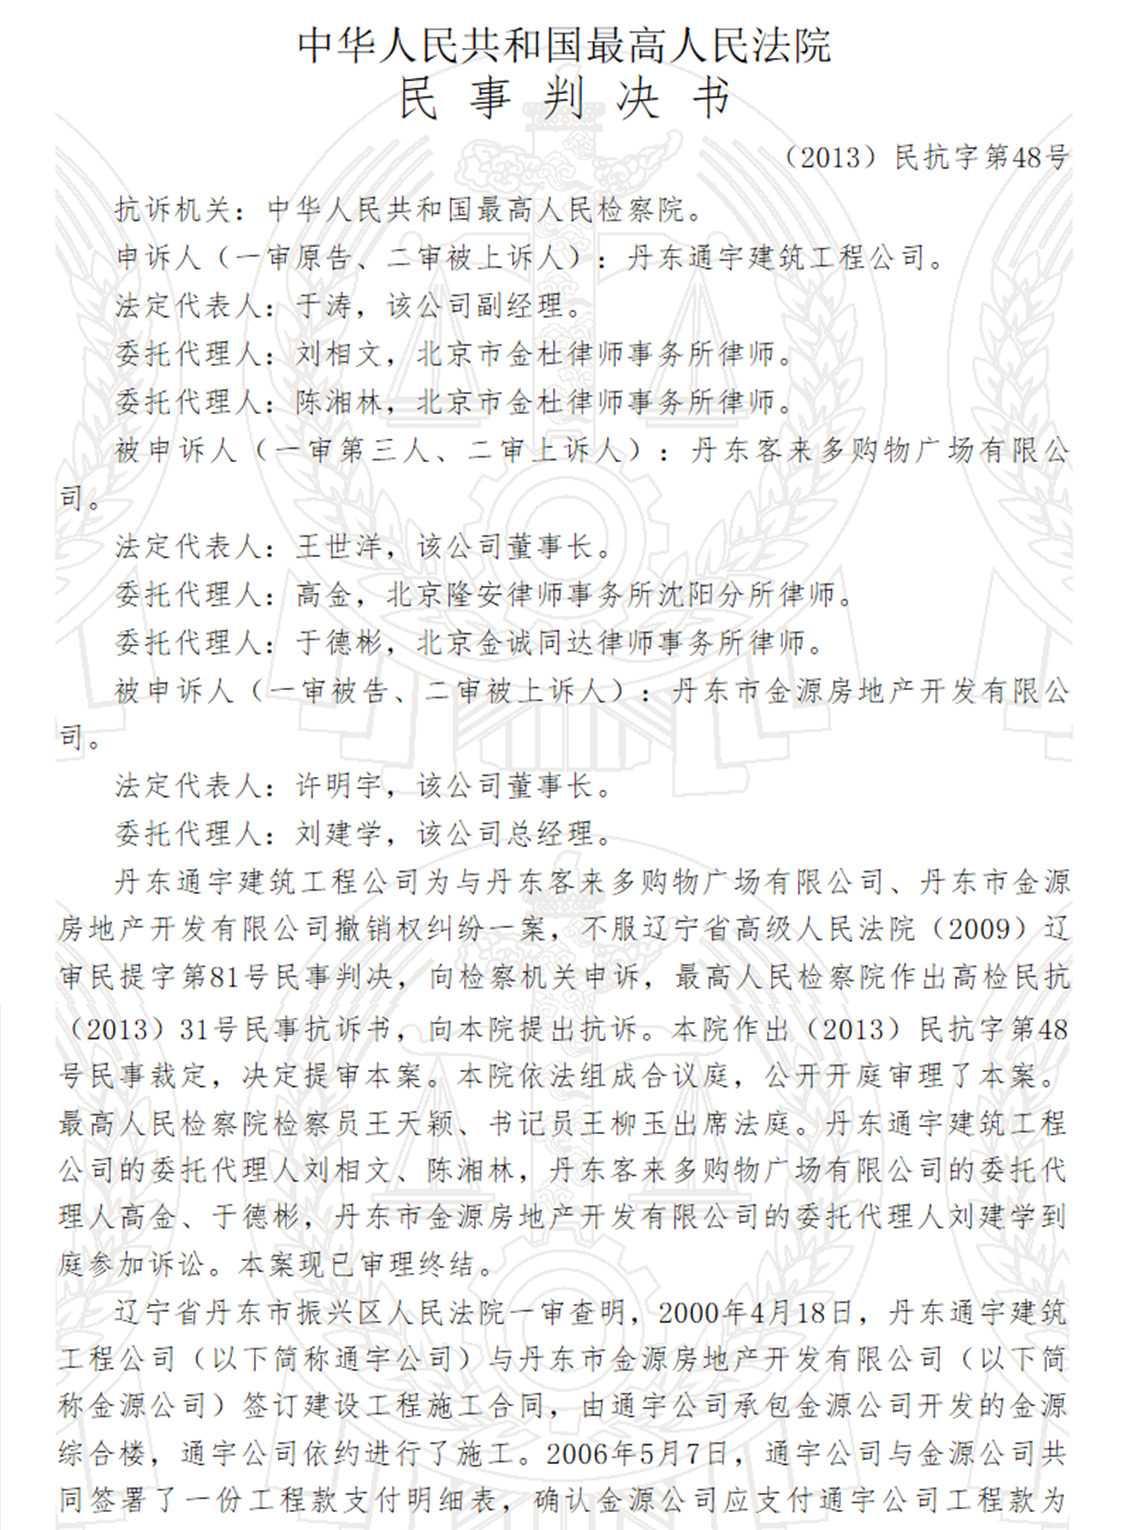 中华人民共和国最高人民法院
民事判决书
（2013）民抗字第48号
抗诉机关：中华人民共和国最高人民检察院。
申诉人（一审原告、二审被上诉人）：丹东通宇建筑工程公司。
法定代表人：于涛，该公司副经理。
委托代理人：刘相文，北京市金杜律师事务所律师。
委托代理人：陈湘林，北京市金杜律师事务所律师。
被申诉人（一审第三人、二审上诉人）：丹东客来多购物广场有限公
司。
法定代表人：王世洋，该公司董事长。
委托代理人：高金，北京隆安律师事务所沈阳分所律师。
委托代理人：于德彬，北京金诚同达律师事务所律师。
被申诉人（一审被告、二审被上诉人）：丹东市金源房地产开发有限公
司。
法定代表人：许明宇，该公司董事长。
委托代理人：刘建学，该公司总经理。
丹东通宇建筑工程公司为与丹东客来多购物广场有限公司、丹东市金源
房地产开发有限公司撤销权纠纷一案，不服辽宁省高级人民法院（2009）辽
审民提字第81号民事判决，向检察机关申诉，最高人民检察院作出高检民抗
（2013）31号民事抗诉书，向本院提出抗诉。本院作出（2013）民抗字第48
号民事裁定，决定提审本案。本院依法组成合议庭，公开开庭审理了本案。
最高人民检察院检察员王天颖、书记员王柳玉出席法庭。丹东通宇建筑工程
公司的委托代理人刘相文、陈湘林，丹东客来多购物广场有限公司的委托代
理人高金、于德彬，丹东市金源房地产开发有限公司的委托代理人刘建学到
庭参加诉讼。本案现已审理终结。
辽宁省丹东市振兴区人民法院一审查明，2000年4月18日，丹东通宇建筑
工程公司（以下简称通宇公司）与丹东市金源房地产开发有限公司（以下简
称金源公司）签订建设工程施工合同，由通宇公司承包金源公司开发的金源
综合楼，通宇公司依约进行了施工。2006年5月7日，通宇公司与金源公司共
同签署了一份工程款支付明细表，确认金源公司应支付通宇公司工程款为